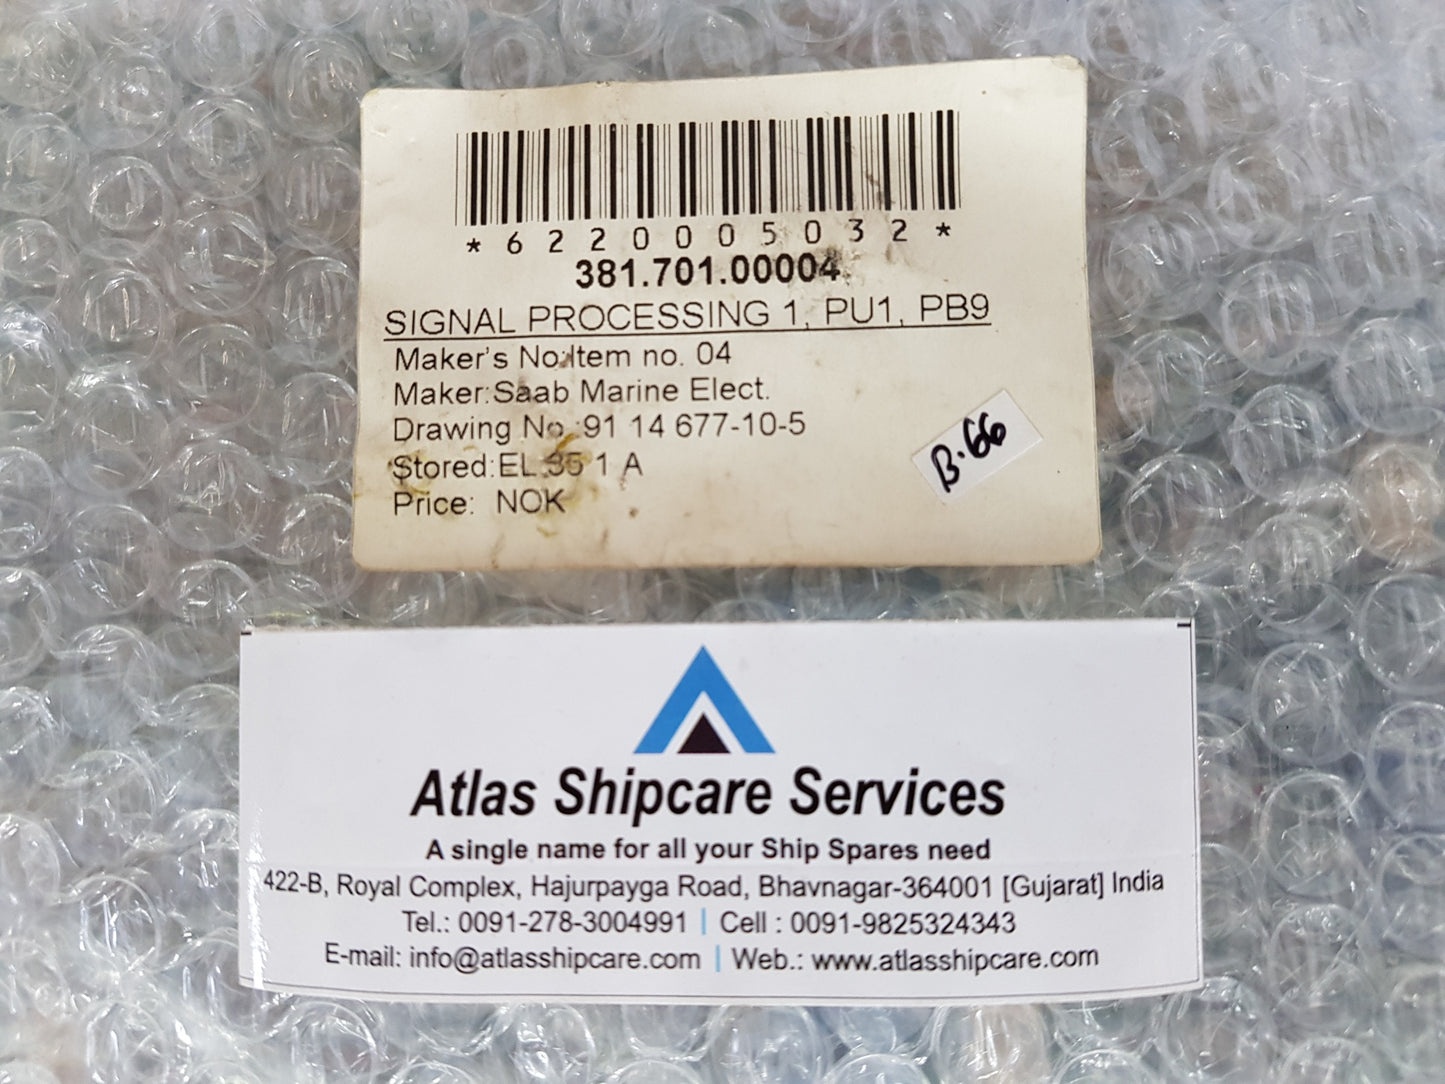 *6220005032*
381.701.00004
SIGNAL PROCESSING 1, PU1, PB9
Maker's No:Item no. 04
Maker:Saab Marine Elect.
Drawing No.:91 14 677-10-5
Stored:EL 35 1 A
Price: NOK
B.66
Atlas Shipcare Services
A single name for all your Ship Spares need
422-B, Royal Complex, Hajurpayga Road, Bhavnagar-364001 [Gujarat] India
Tel.: 0091-278-3004991 | Cell : 0091-9825324343
E-mail: info@atlasshipcare.com | Web.: www.atlasshipcare.com